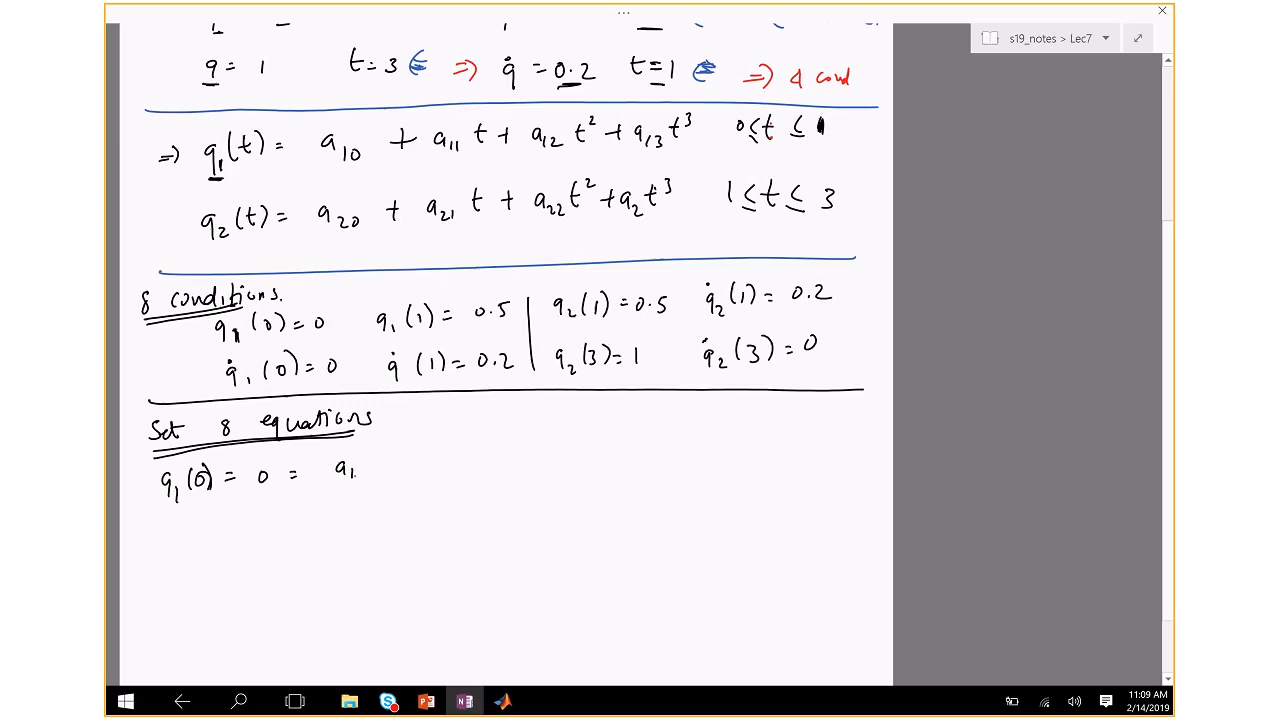 s19_notes > Lec7
q = 1 t = 3 ⇒ q̇ = 0.2 t = 1 ⇒ 4 cond
⇒ q₁(t) = a₁₀ + a₁₁ t + a₁₂ t² + a₁₃ t³ 0 ≤ t ≤ 1
q₂(t) = a₂₀ + a₂₁ t + a₂₂ t² + a₂ t³ 1 ≤ t ≤ 3
8 conditions.
q₁(0) = 0 q₁(1) = 0.5 | q₂(1) = 0.5 q̇₂(1) = 0.2
q̇₁(0) = 0 q̇(1) = 0.2 | q₂(3) = 1 q̇₂(3) = 0
Set 8 equations
q₁(0) = 0 = a₁
11:09 AM
2/14/2019